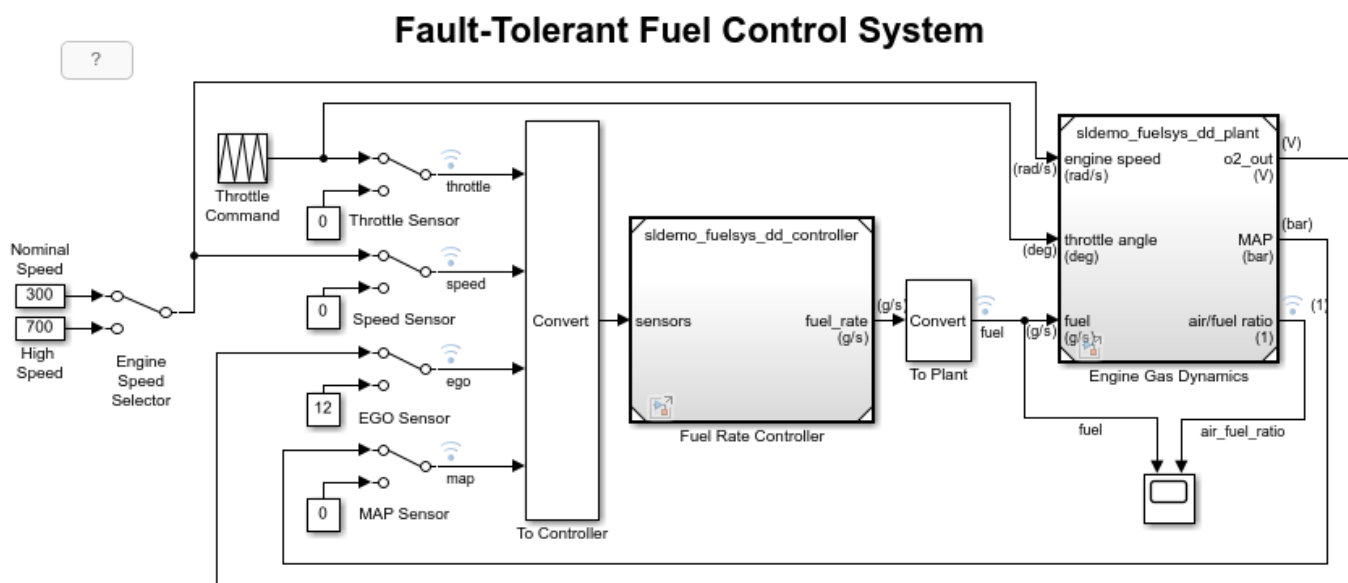 Fault-Tolerant Fuel Control System
?
Throttle
Command
0
Throttle Sensor
throttle
Nominal
Speed
300
700
High
Speed
Engine
Speed
Selector
0
Speed Sensor
speed
12
EGO Sensor
ego
0
MAP Sensor
map
Convert
To Controller
sldemo_fuelsys_dd_controller
sensors
fuel_rate
(g/s)
Fuel Rate Controller
(g/s)
Convert
To Plant
fuel
(g/s)
(rad/s)
(deg)
sldemo_fuelsys_dd_plant
engine speed
(rad/s)
o2_out
(V)
throttle angle
(deg)
MAP
(bar)
fuel
(g/s)
air/fuel ratio
(1)
Engine Gas Dynamics
(V)
(bar)
(1)
fuel
air_fuel_ratio